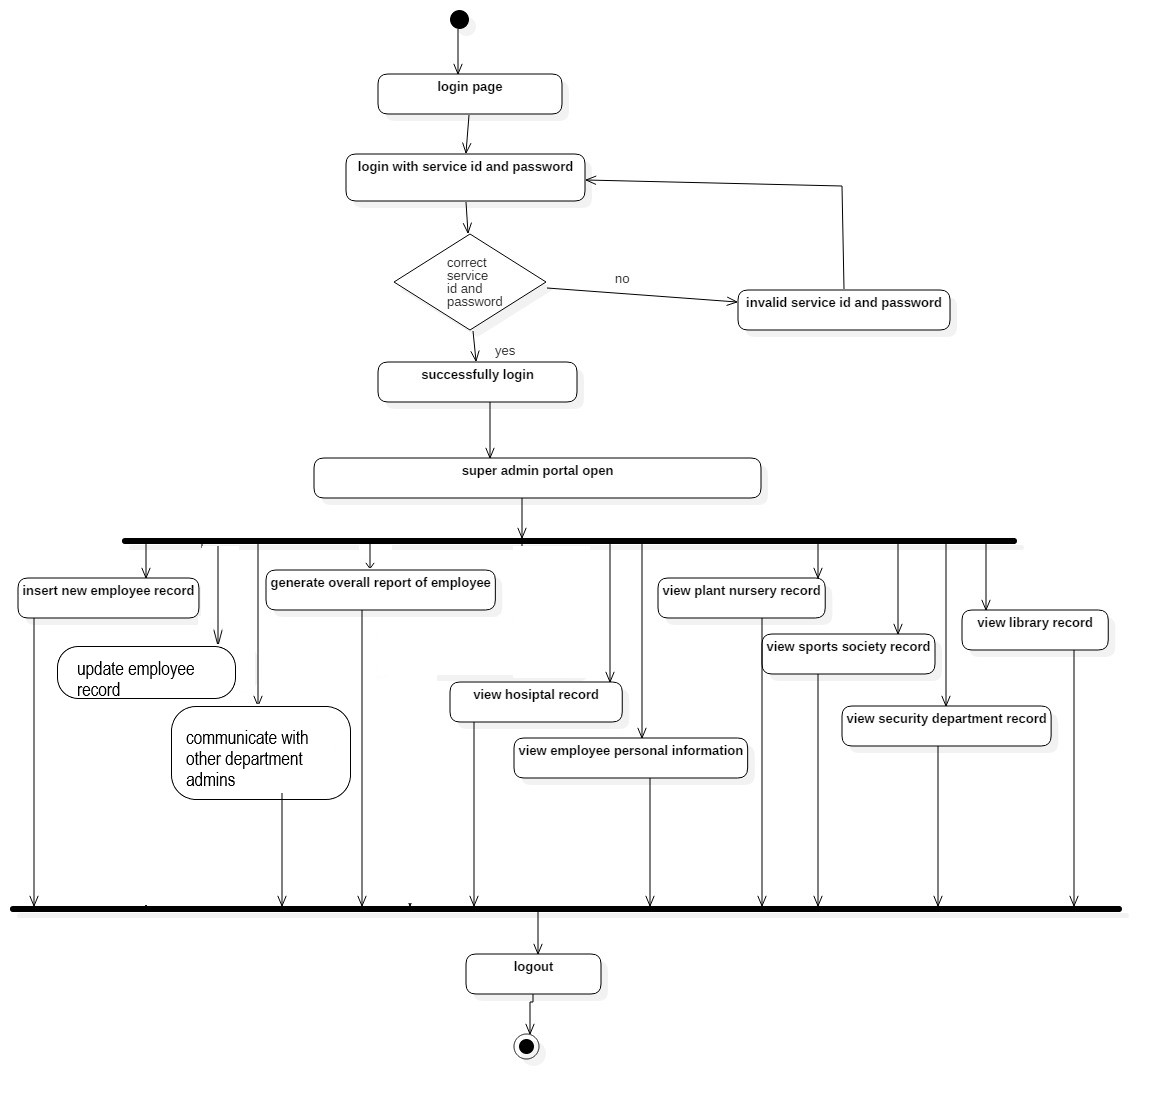 login page
login with service id and password
correct
service
id and
password
no
invalid service id and password
yes
successfully login
super admin portal open
insert new employee record
generate overall report of employee
view plant nursery record
view library record
view sports society record
update employee
record
view hosiptal record
view security department record
communicate with
other department
admins
view employee personal information
logout